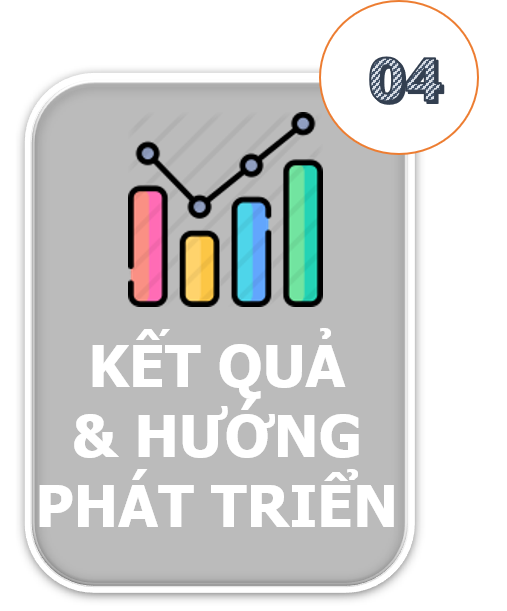 04
KẾT QUẢ
& HƯỚNG
PHÁT TRIỂN